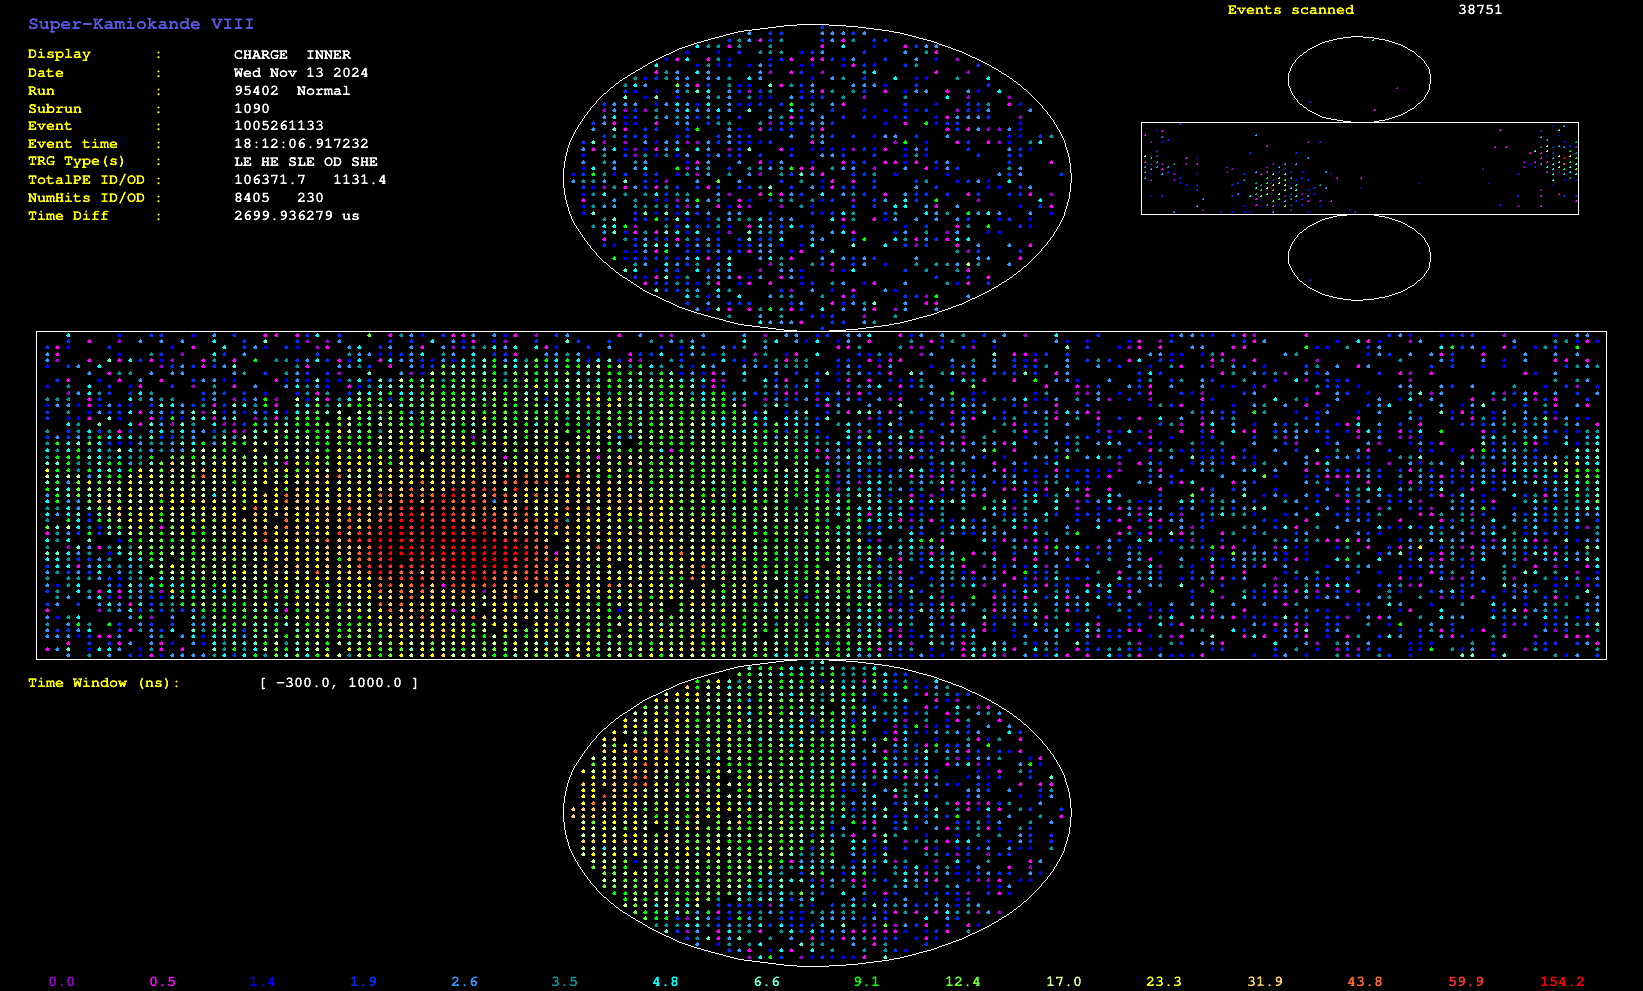 Super-Kamiokande VIII
Events scanned 38751
Display : CHARGE INNER
Date : Wed Nov 13 2024
Run : 95402 Normal
Subrun : 1090
Event : 1005261133
Event time : 18:12:06.917232
TRG Type(s) : LE HE SLE OD SHE
TotalPE ID/OD : 106371.7 1131.4
NumHits ID/OD : 8405 230
Time Diff : 2699.936279 us
Time Window (ns): [ -300.0, 1000.0 ]
0.0 0.5 1.4 1.9 2.6 3.5 4.8 6.6 9.1 12.4 17.0 23.3 31.9 43.8 59.9 154.2